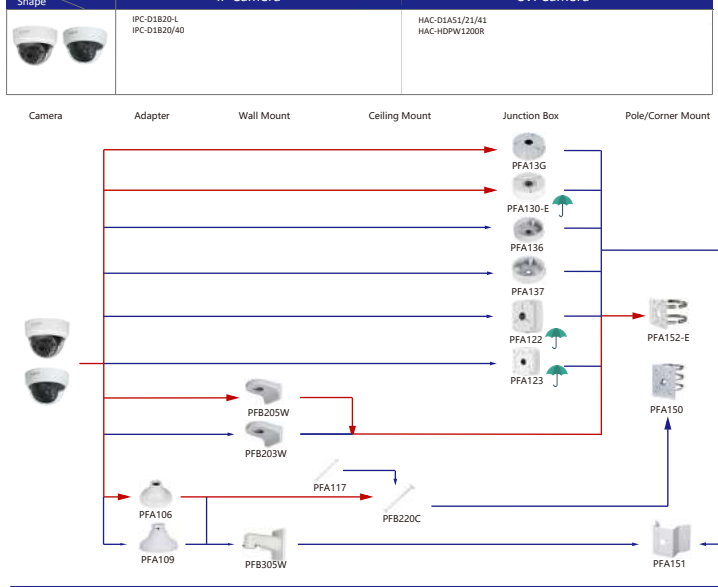 Shape
IPC-D1B20-L
IPC-D1B20/40
HAC-D1A51/21/41
HAC-HDPW1200R
Camera
Adapter
Wall Mount
Ceiling Mount
Junction Box
Pole/Corner Mount
PFA13G
PFA130-E
PFA136
PFA137
PFA122
PFA152-E
PFA123
PFB205W
PFA150
PFB203W
PFA117
PFA106
PFB220C
PFA109
PFB305W
PFA151